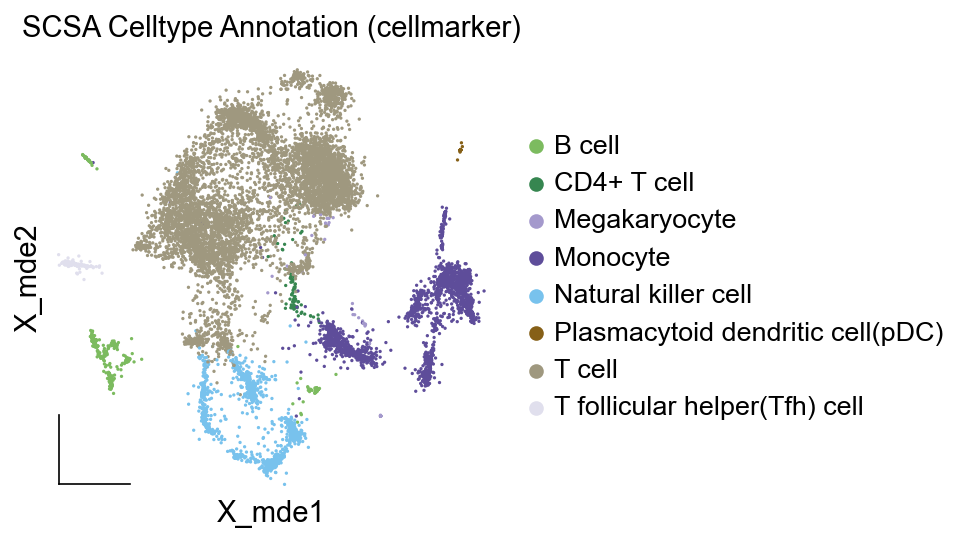 SCSA Celltype Annotation (cellmarker)
B cell
CD4+ T cell
Megakaryocyte
Monocyte
Natural killer cell
Plasmacytoid dendritic cell(pDC)
T cell
T follicular helper(Tfh) cell
X_mde2
X_mde1